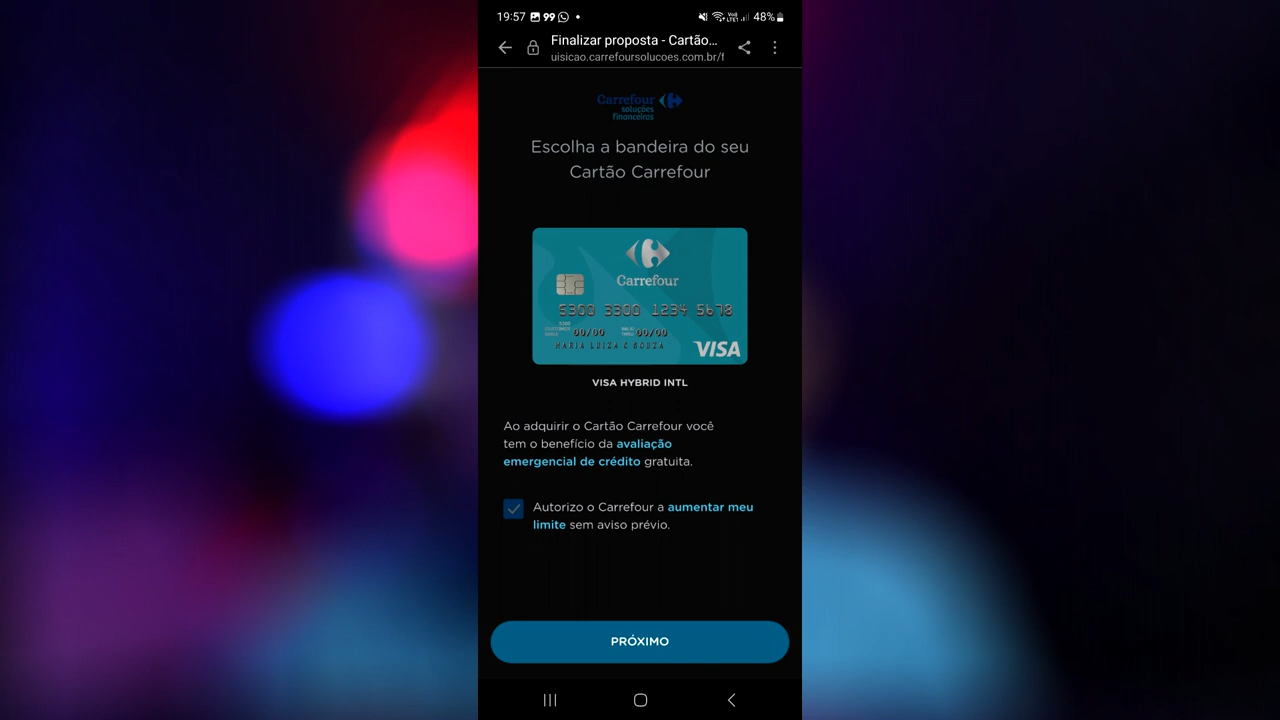 19:57 99 48%
Finalizar proposta - Cartão...
uisicao.carrefoursolucoes.com.br/f
Carrefour
soluções
financeiras
Escolha a bandeira do seu
Cartão Carrefour
Carrefour
5300 3300 1234 5678
5300
00/00 00/00
MARIA LUIZA C SOUZA
VISA
VISA HYBRID INTL
Ao adquirir o Cartão Carrefour você
tem o benefício da avaliação
emergencial de crédito gratuita.
Autorizo o Carrefour a aumentar meu
limite sem aviso prévio.
PRÓXIMO